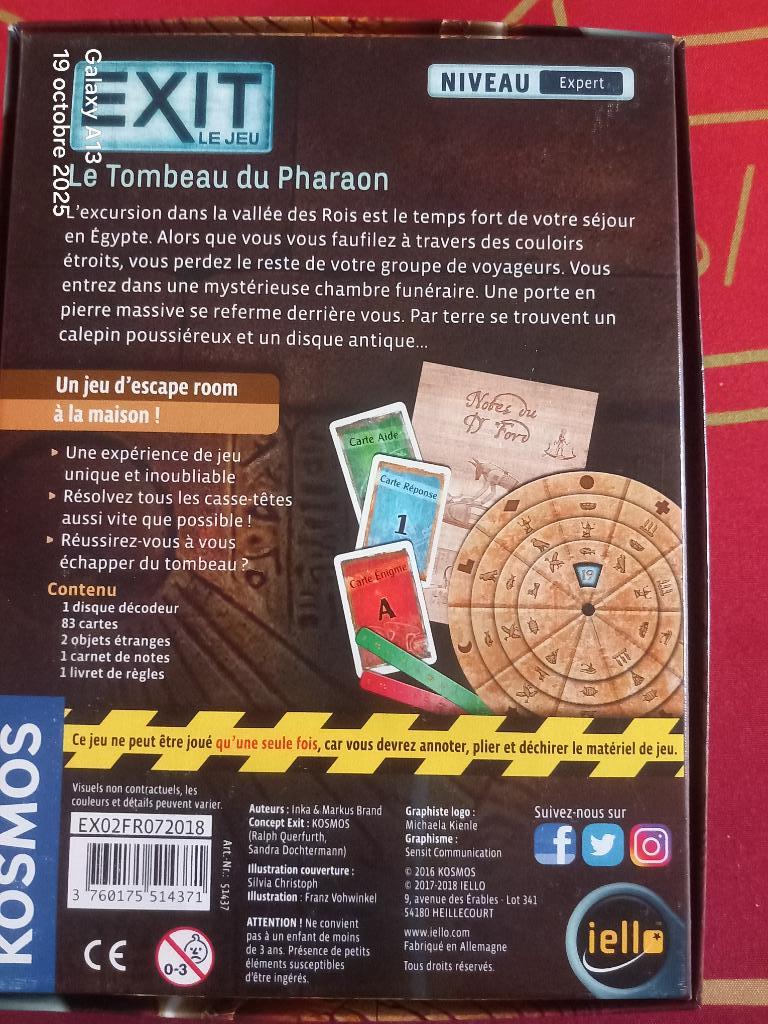 Galaxy A13
19 octobre 2025
EXIT
LE JEU
NIVEAU Expert
Le Tombeau du Pharaon
L'excursion dans la vallée des Rois est le temps fort de votre séjour
en Égypte. Alors que vous vous faufilez à travers des couloirs
étroits, vous perdez le reste de votre groupe de voyageurs. Vous
entrez dans une mystérieuse chambre funéraire. Une porte en
pierre massive se referme derrière vous. Par terre se trouvent un
calepin poussiéreux et un disque antique...
Un jeu d'escape room
à la maison !
Une expérience de jeu
unique et inoubliable
Résolvez tous les casse-têtes
aussi vite que possible !
Réussirez-vous à vous
échapper du tombeau ?
Contenu
1 disque décodeur
83 cartes
2 objets étranges
1 carnet de notes
1 livret de règles
Notes du
Dr Ford
Carte Aide
Carte Réponse
1
Carte Énigme
A
19
Ce jeu ne peut être joué qu'une seule fois, car vous devrez annoter, plier et déchirer le matériel de jeu.
KOSMOS
Visuels non contractuels, les
couleurs et détails peuvent varier.
EX02FR072018
3 760175 514371
Art.-Nr.: 51437
0-3
Auteurs : Inka & Markus Brand
Concept Exit : KOSMOS
(Ralph Querfurth,
Sandra Dochtermann)
Illustration couverture :
Silvia Christoph
Illustration : Franz Vohwinkel
ATTENTION ! Ne convient
pas à un enfant de moins
de 3 ans. Présence de petits
éléments susceptibles
d'être ingérés.
Graphiste logo :
Michaela Kienle
Graphisme :
Sensit Communication
© 2016 KOSMOS
© 2017-2018 IELLO
9, avenue des Érables - Lot 341
54180 HEILLECOURT
www.iello.com
Fabriqué en Allemagne
Tous droits réservés.
Suivez-nous sur
iello